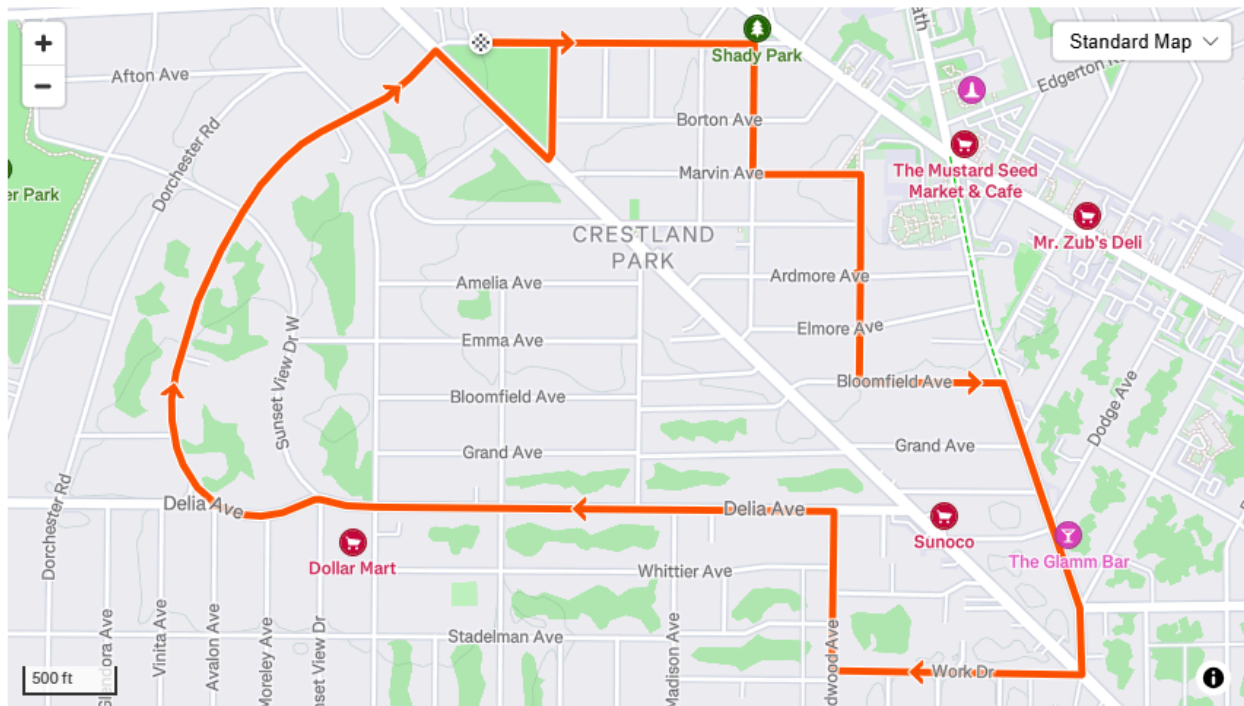 +
−
Standard Map
Afton Ave
Shady Park
Edgerton
Dorchester Rd
Borton Ave
Marvin Ave
The Mustard Seed
Market & Cafe
Park
CRESTLAND
PARK
Mr. Zub's Deli
Amelia Ave
Ardmore Ave
Emma Ave
Elmore Ave
Sunset View Dr W
Bloomfield Ave
Bloomfield Ave
Dodge Ave
Grand Ave
Grand Ave
Dorchester Rd
Delia Ave
Delia Ave
Sunoco
Dollar Mart
The Glamm Bar
Whittier Ave
Vinita Ave
Avalon Ave
Moreley Ave
View Dr
Stadelman Ave
Madison Ave
Ave
Work Dr
500 ft